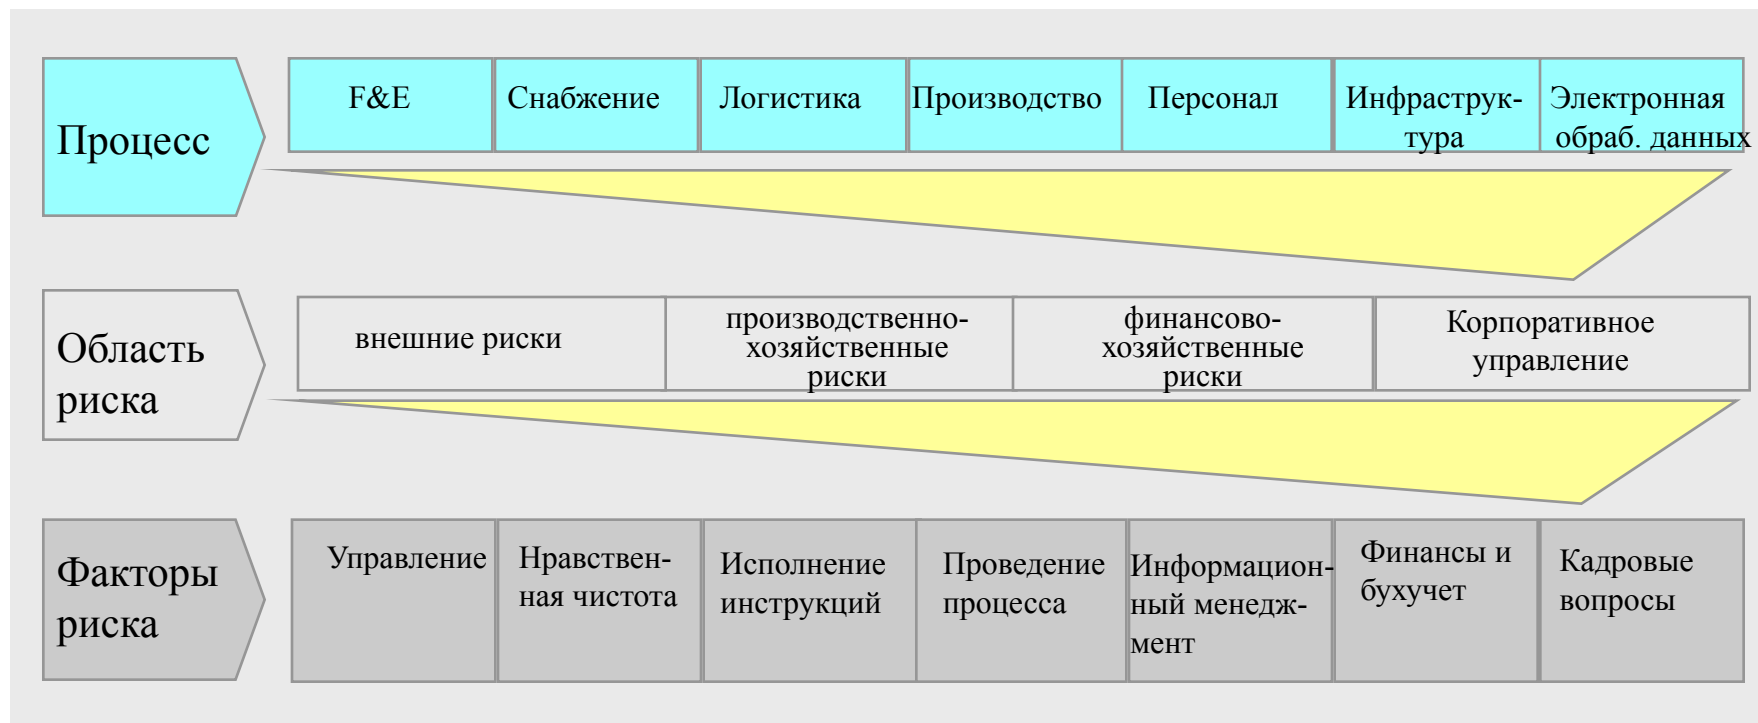 Процесс
F&E
Снабжение
Логистика
Производство
Персонал
Инфраструк-
тура
Электронная
обраб. данных
Область
риска
внешние риски
производственно-
хозяйственные
риски
финансово-
хозяйственные
риски
Корпоративное
управление
Факторы
риска
Управление
Нравствен-
ная чистота
Исполнение
инструкций
Проведение
процесса
Информацион-
ный менедж-
мент
Финансы и
бухучет
Кадровые
вопросы